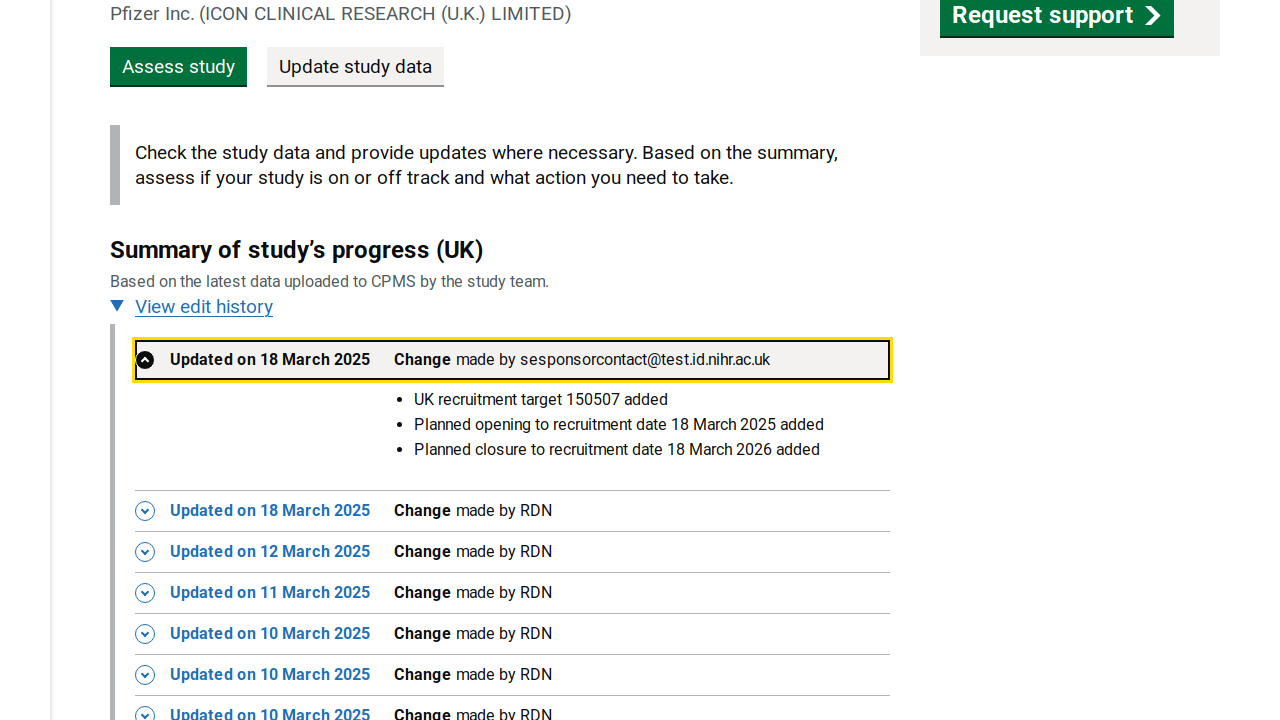 Pfizer Inc. (ICON CLINICAL RESEARCH (U.K.) LIMITED)
Request support
Assess study
Update study data
Check the study data and provide updates where necessary. Based on the summary,
assess if your study is on or off track and what action you need to take.
Summary of study’s progress (UK)
Based on the latest data uploaded to CPMS by the study team.
View edit history
Updated on 18 March 2025 Change made by sesponsorcontact@test.id.nihr.ac.uk
• UK recruitment target 150507 added
• Planned opening to recruitment date 18 March 2025 added
• Planned closure to recruitment date 18 March 2026 added
Updated on 18 March 2025 Change made by RDN
Updated on 12 March 2025 Change made by RDN
Updated on 11 March 2025 Change made by RDN
Updated on 10 March 2025 Change made by RDN
Updated on 10 March 2025 Change made by RDN
Updated on 10 March 2025 Change made by RDN